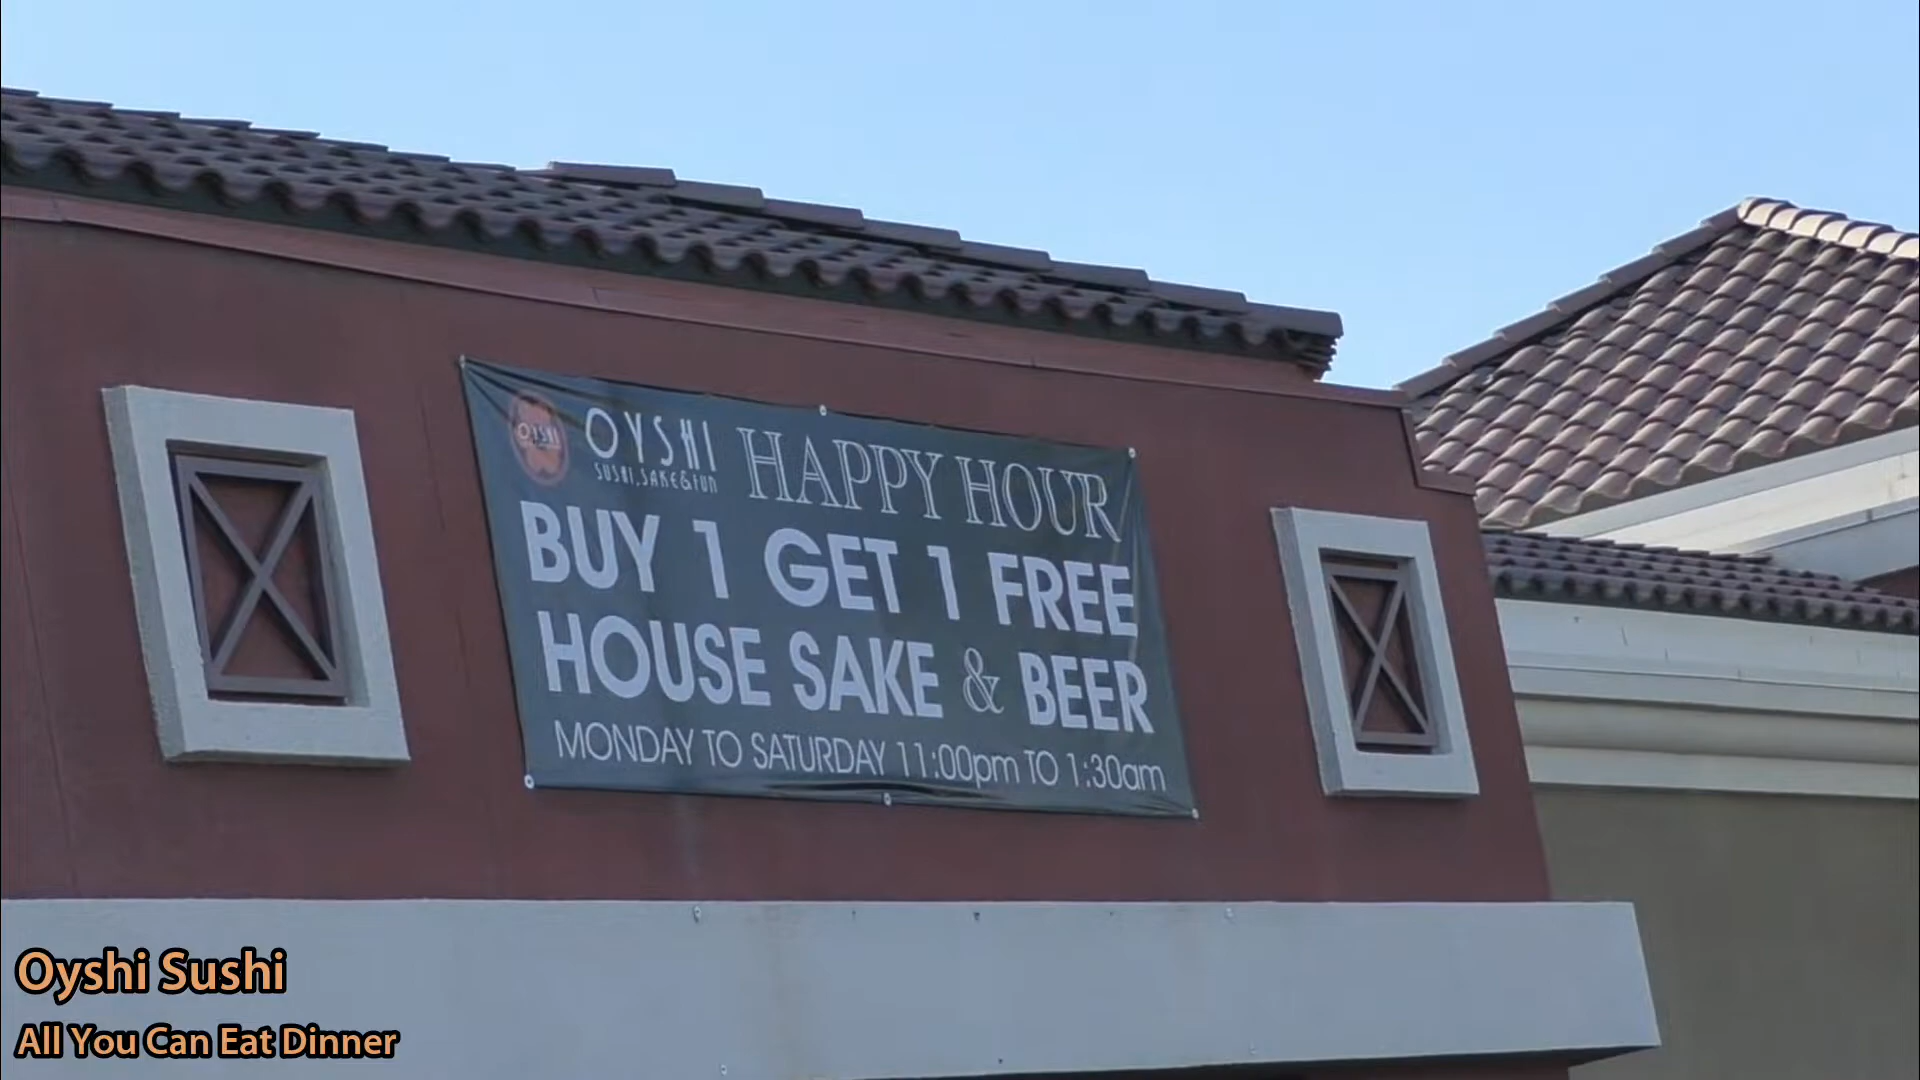 OYSHI
OYSHI
SUSHI, SAKE & FUN
HAPPY HOUR
BUY 1 GET 1 FREE
HOUSE SAKE & BEER
MONDAY TO SATURDAY 11:00pm TO 1:30am
Oyshi Sushi
All You Can Eat Dinner